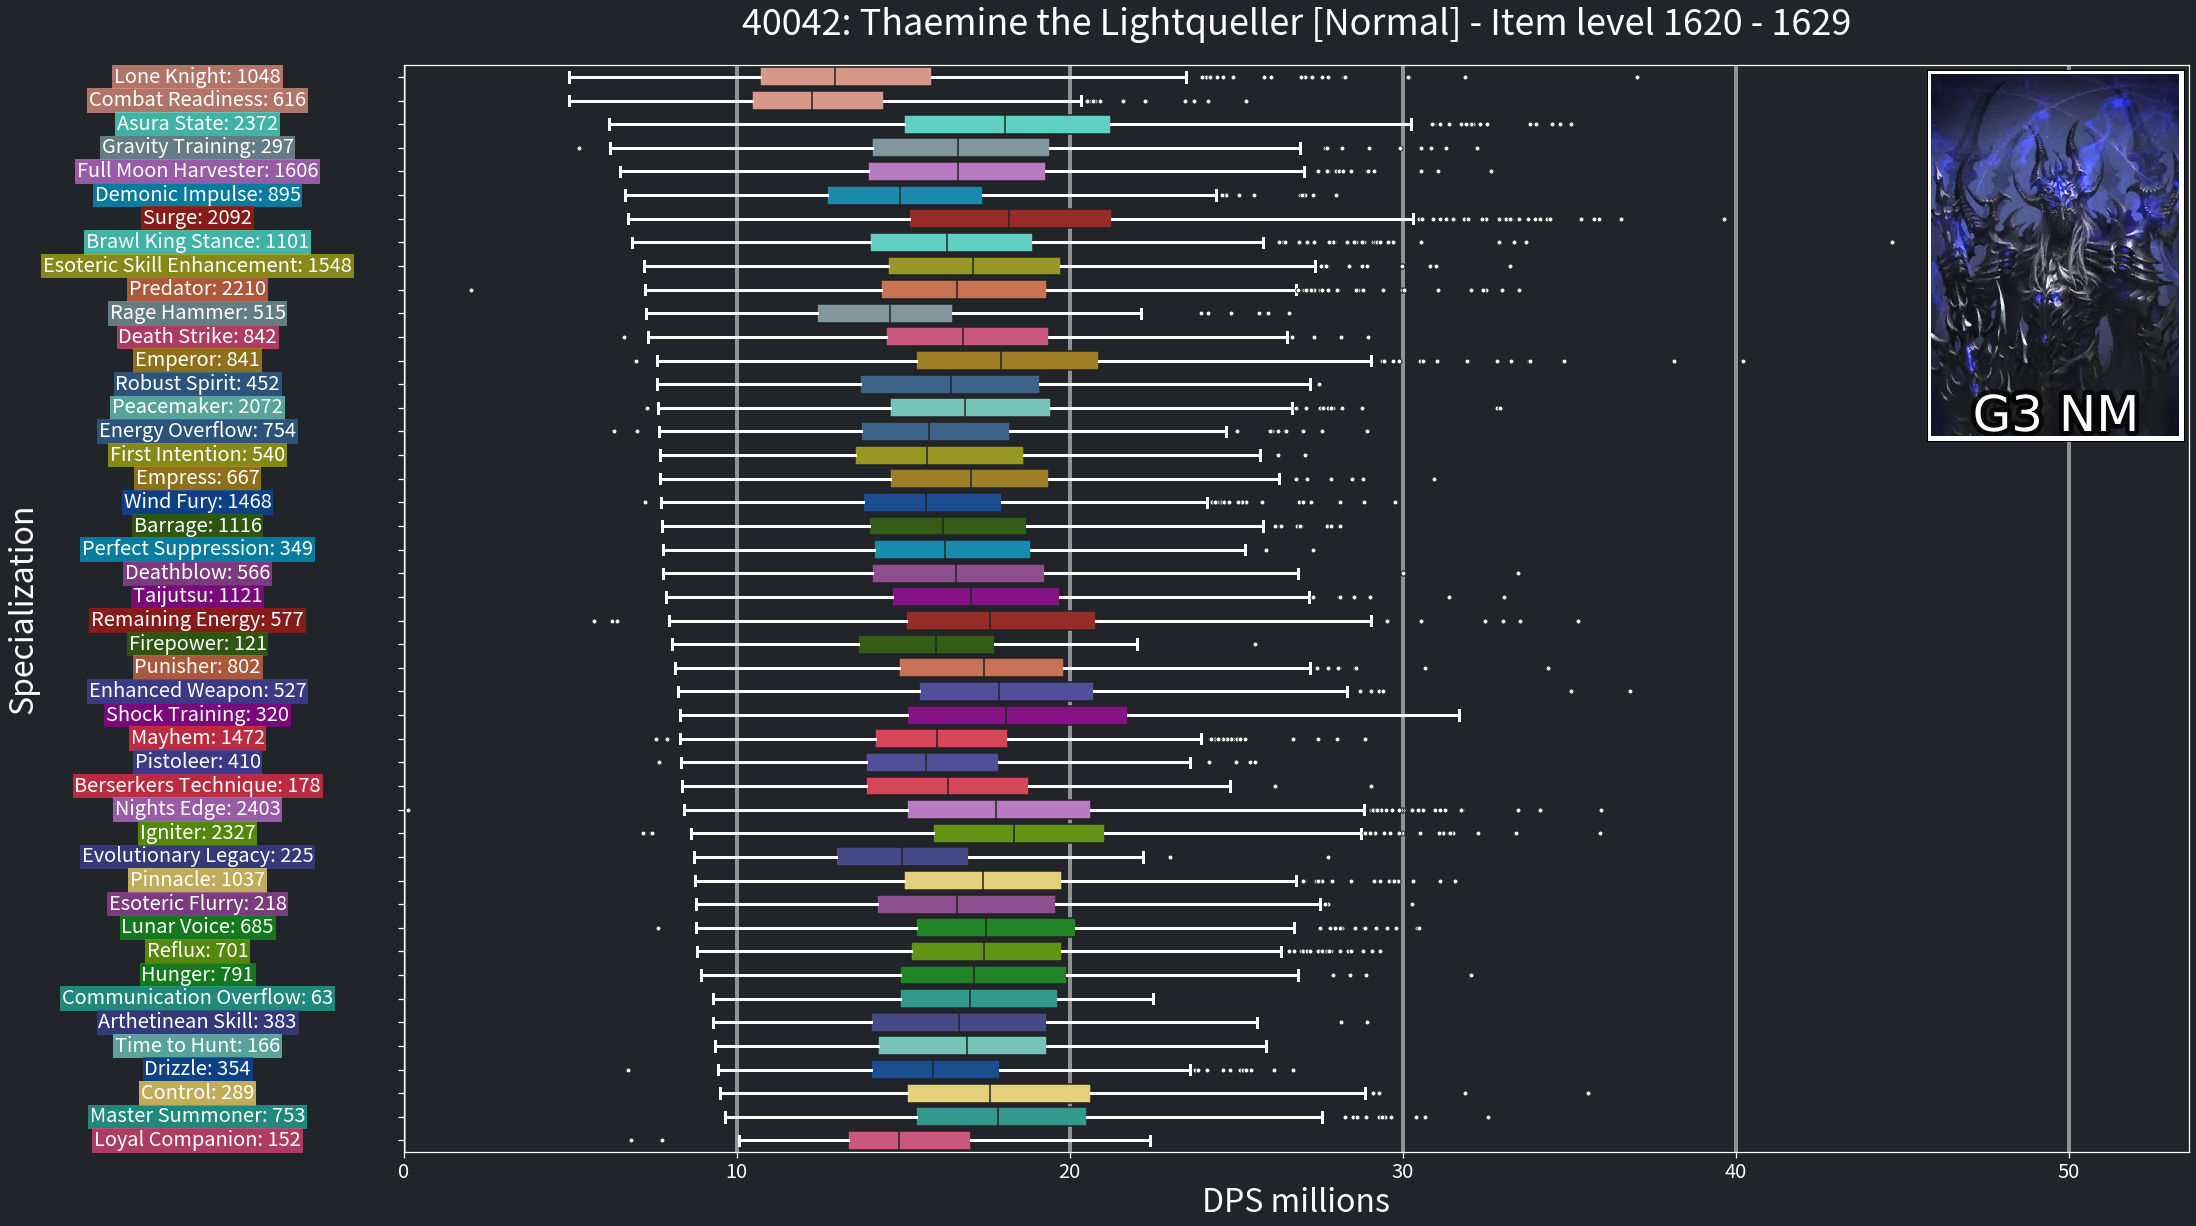 40042: Thaemine the Lightqueller [Normal] - Item level 1620 - 1629
Lone Knight: 1048
Combat Readiness: 616
Asura State: 2372
Gravity Training: 297
Full Moon Harvester: 1606
Demonic Impulse: 895
Surge: 2092
Brawl King Stance: 1101
Esoteric Skill Enhancement: 1548
Predator: 2210
Rage Hammer: 515
Death Strike: 842
Emperor: 841
Robust Spirit: 452
Peacemaker: 2072
Energy Overflow: 754
First Intention: 540
Empress: 667
Wind Fury: 1468
Barrage: 1116
Perfect Suppression: 349
Deathblow: 566
Taijutsu: 1121
Remaining Energy: 577
Firepower: 121
Punisher: 802
Enhanced Weapon: 527
Shock Training: 320
Mayhem: 1472
Pistoleer: 410
Berserkers Technique: 178
Nights Edge: 2403
Igniter: 2327
Evolutionary Legacy: 225
Pinnacle: 1037
Esoteric Flurry: 218
Lunar Voice: 685
Reflux: 701
Hunger: 791
Communication Overflow: 63
Arthetinean Skill: 383
Time to Hunt: 166
Drizzle: 354
Control: 289
Master Summoner: 753
Loyal Companion: 152
Specialization
G3 NM
0 10 20 30 40 50
DPS millions